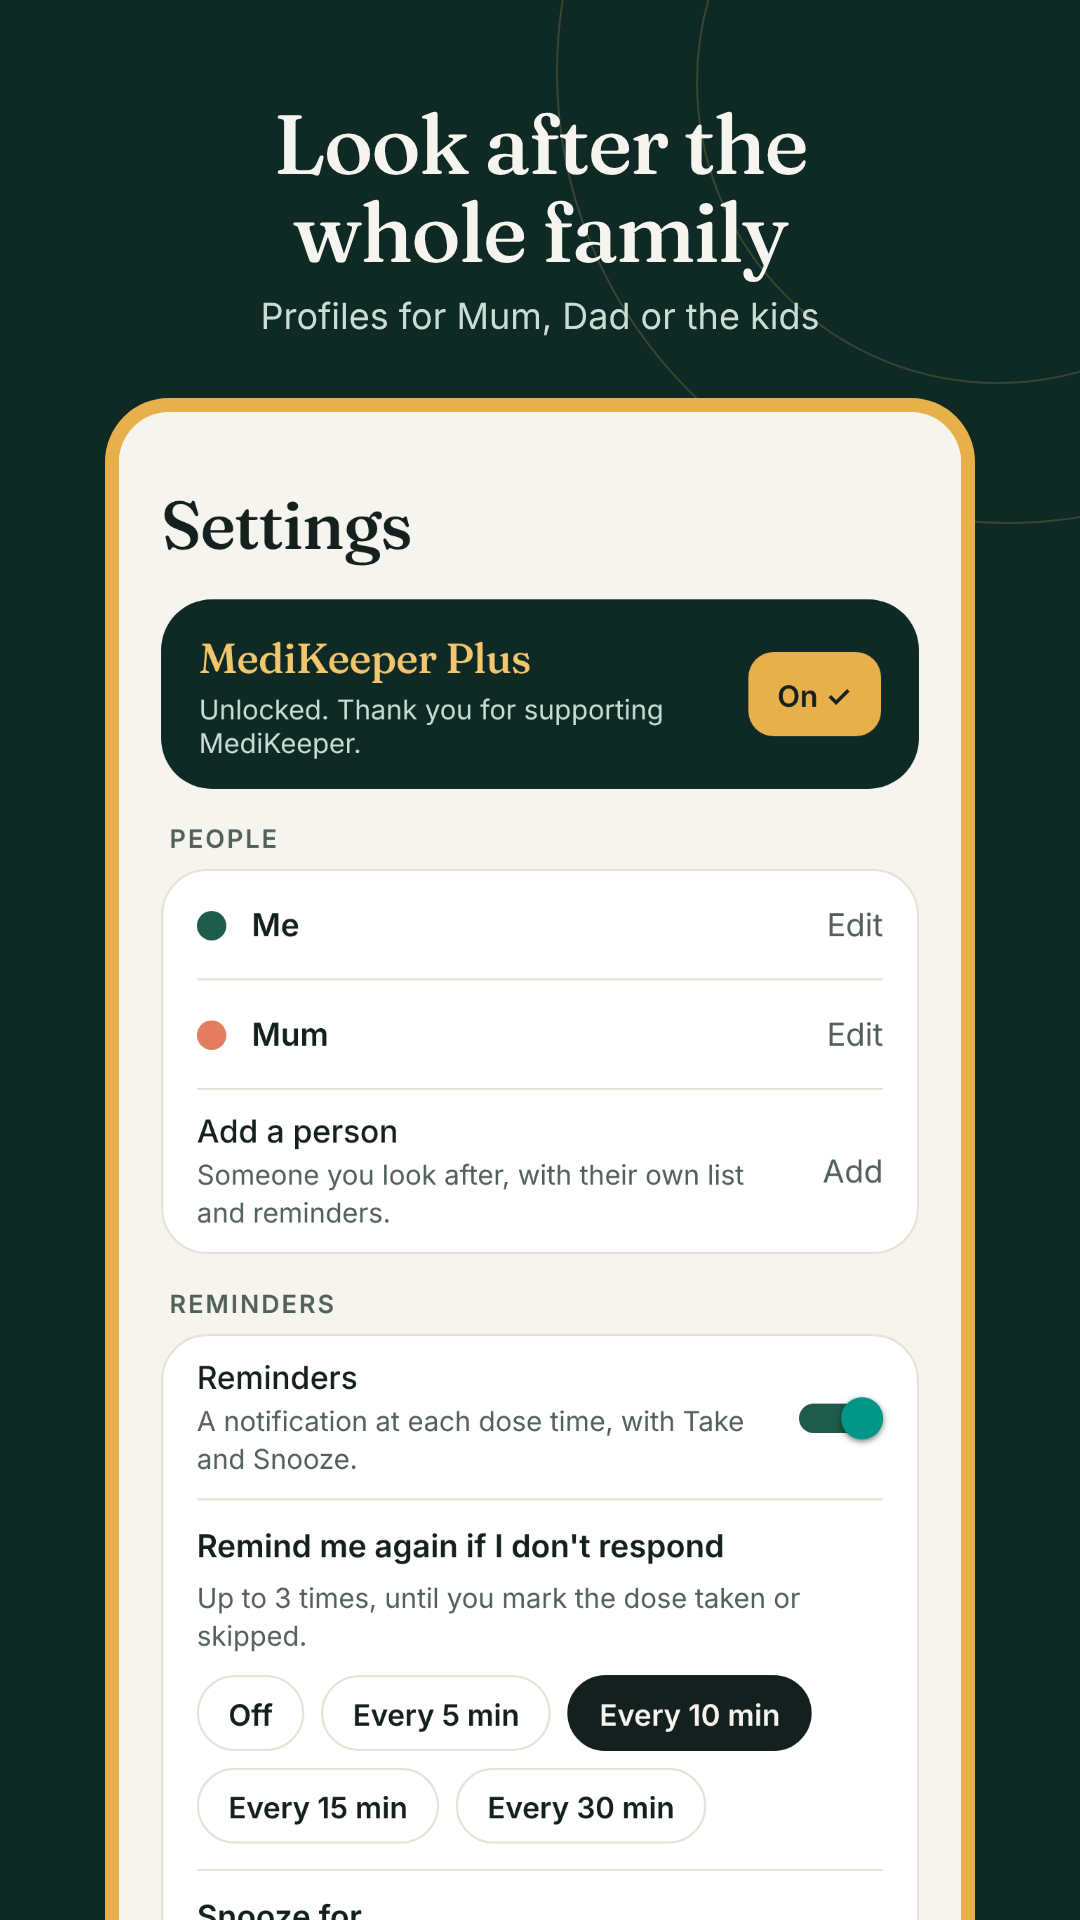 Look after the
whole family
Profiles for Mum, Dad or the kids
Settings
MediKeeper Plus
Unlocked. Thank you for supporting
MediKeeper.
On ✓
PEOPLE
Me
Edit
Mum
Edit
Add a person
Someone you look after, with their own list
and reminders.
Add
REMINDERS
Reminders
A notification at each dose time, with Take
and Snooze.
Remind me again if I don't respond
Up to 3 times, until you mark the dose taken or
skipped.
Off
Every 5 min
Every 10 min
Every 15 min
Every 30 min
Snooze for